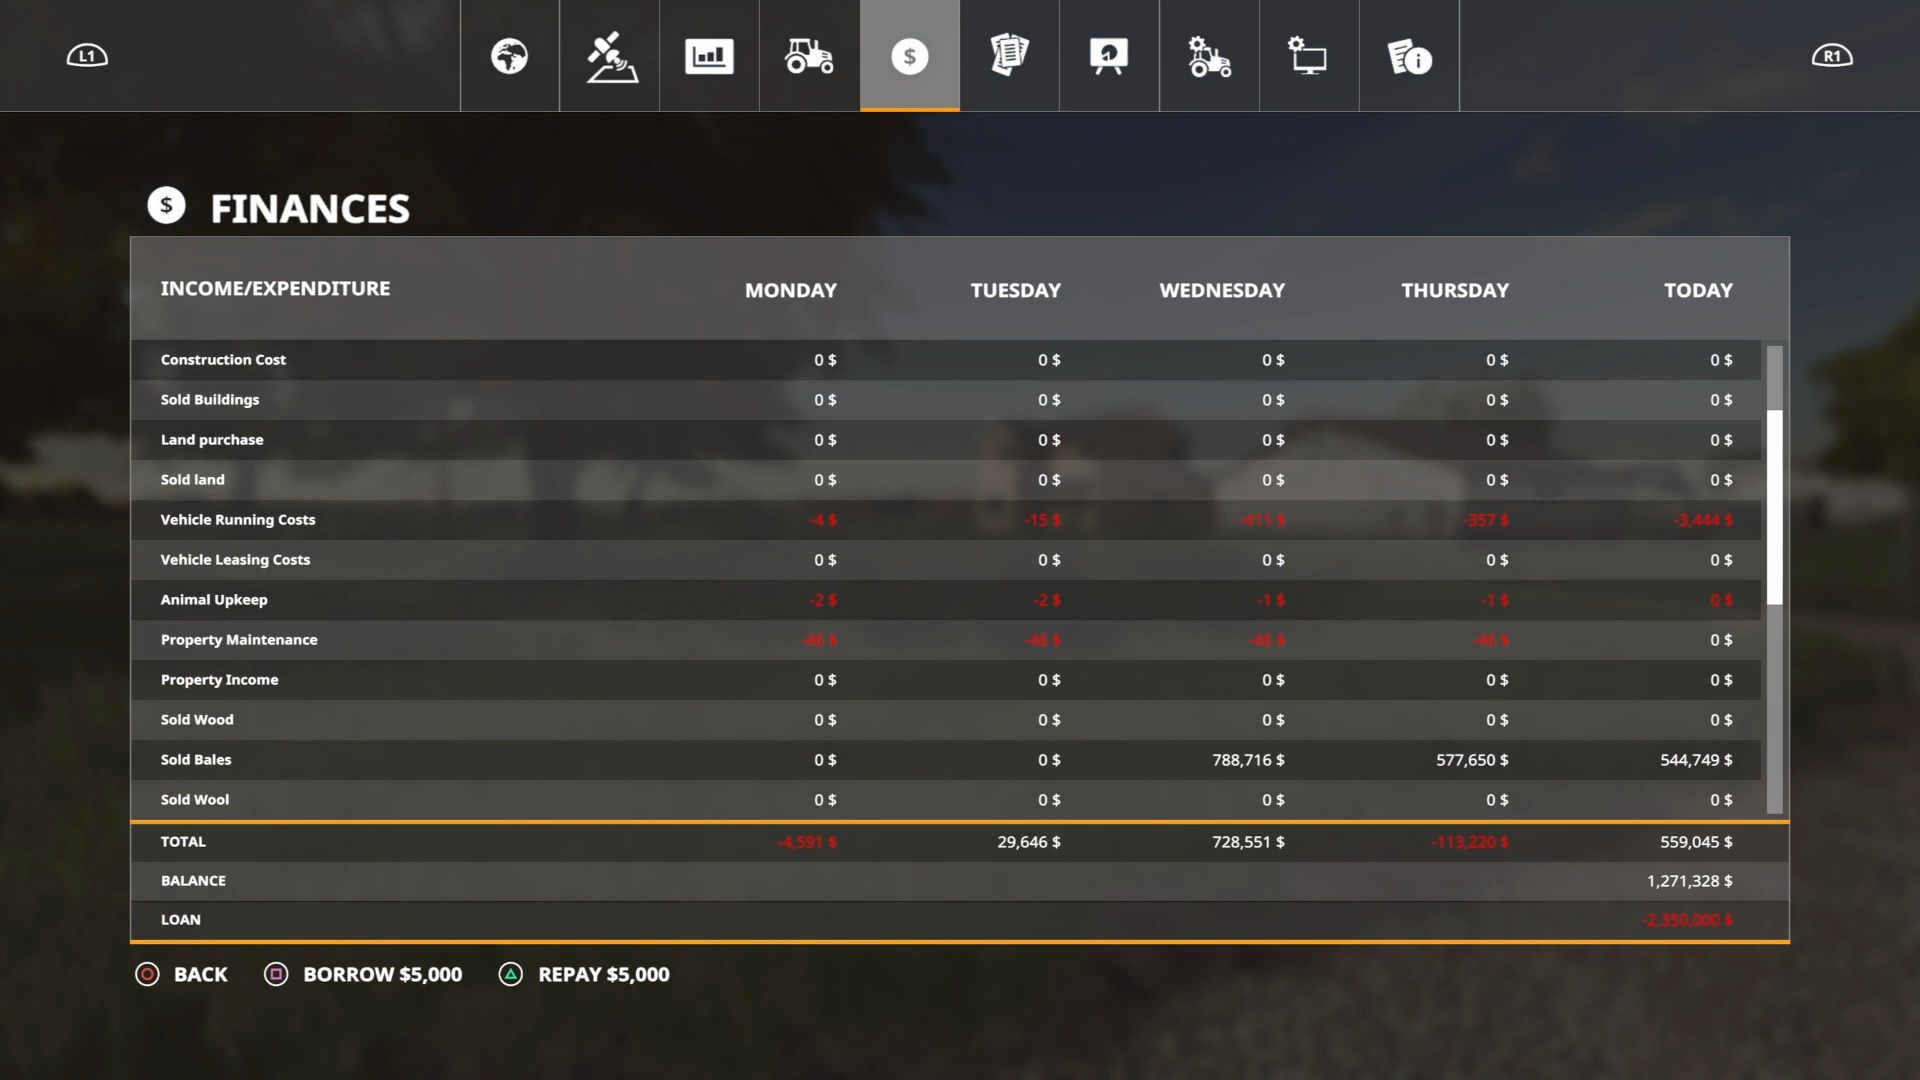 L1
$
R1
$ FINANCES
INCOME/EXPENDITURE MONDAY TUESDAY WEDNESDAY THURSDAY TODAY
Construction Cost 0 $ 0 $ 0 $ 0 $ 0 $
Sold Buildings 0 $ 0 $ 0 $ 0 $ 0 $
Land purchase 0 $ 0 $ 0 $ 0 $ 0 $
Sold land 0 $ 0 $ 0 $ 0 $ 0 $
Vehicle Running Costs -4 $ -15 $ -411 $ -357 $ -3,444 $
Vehicle Leasing Costs 0 $ 0 $ 0 $ 0 $ 0 $
Animal Upkeep -2 $ -2 $ -1 $ -1 $ 0 $
Property Maintenance -46 $ -46 $ -46 $ -46 $ 0 $
Property Income 0 $ 0 $ 0 $ 0 $ 0 $
Sold Wood 0 $ 0 $ 0 $ 0 $ 0 $
Sold Bales 0 $ 0 $ 788,716 $ 577,650 $ 544,749 $
Sold Wool 0 $ 0 $ 0 $ 0 $ 0 $
TOTAL -4,591 $ 29,646 $ 728,551 $ -113,220 $ 559,045 $
BALANCE 1,271,328 $
LOAN -2,350,000 $
BACK BORROW $5,000 REPAY $5,000